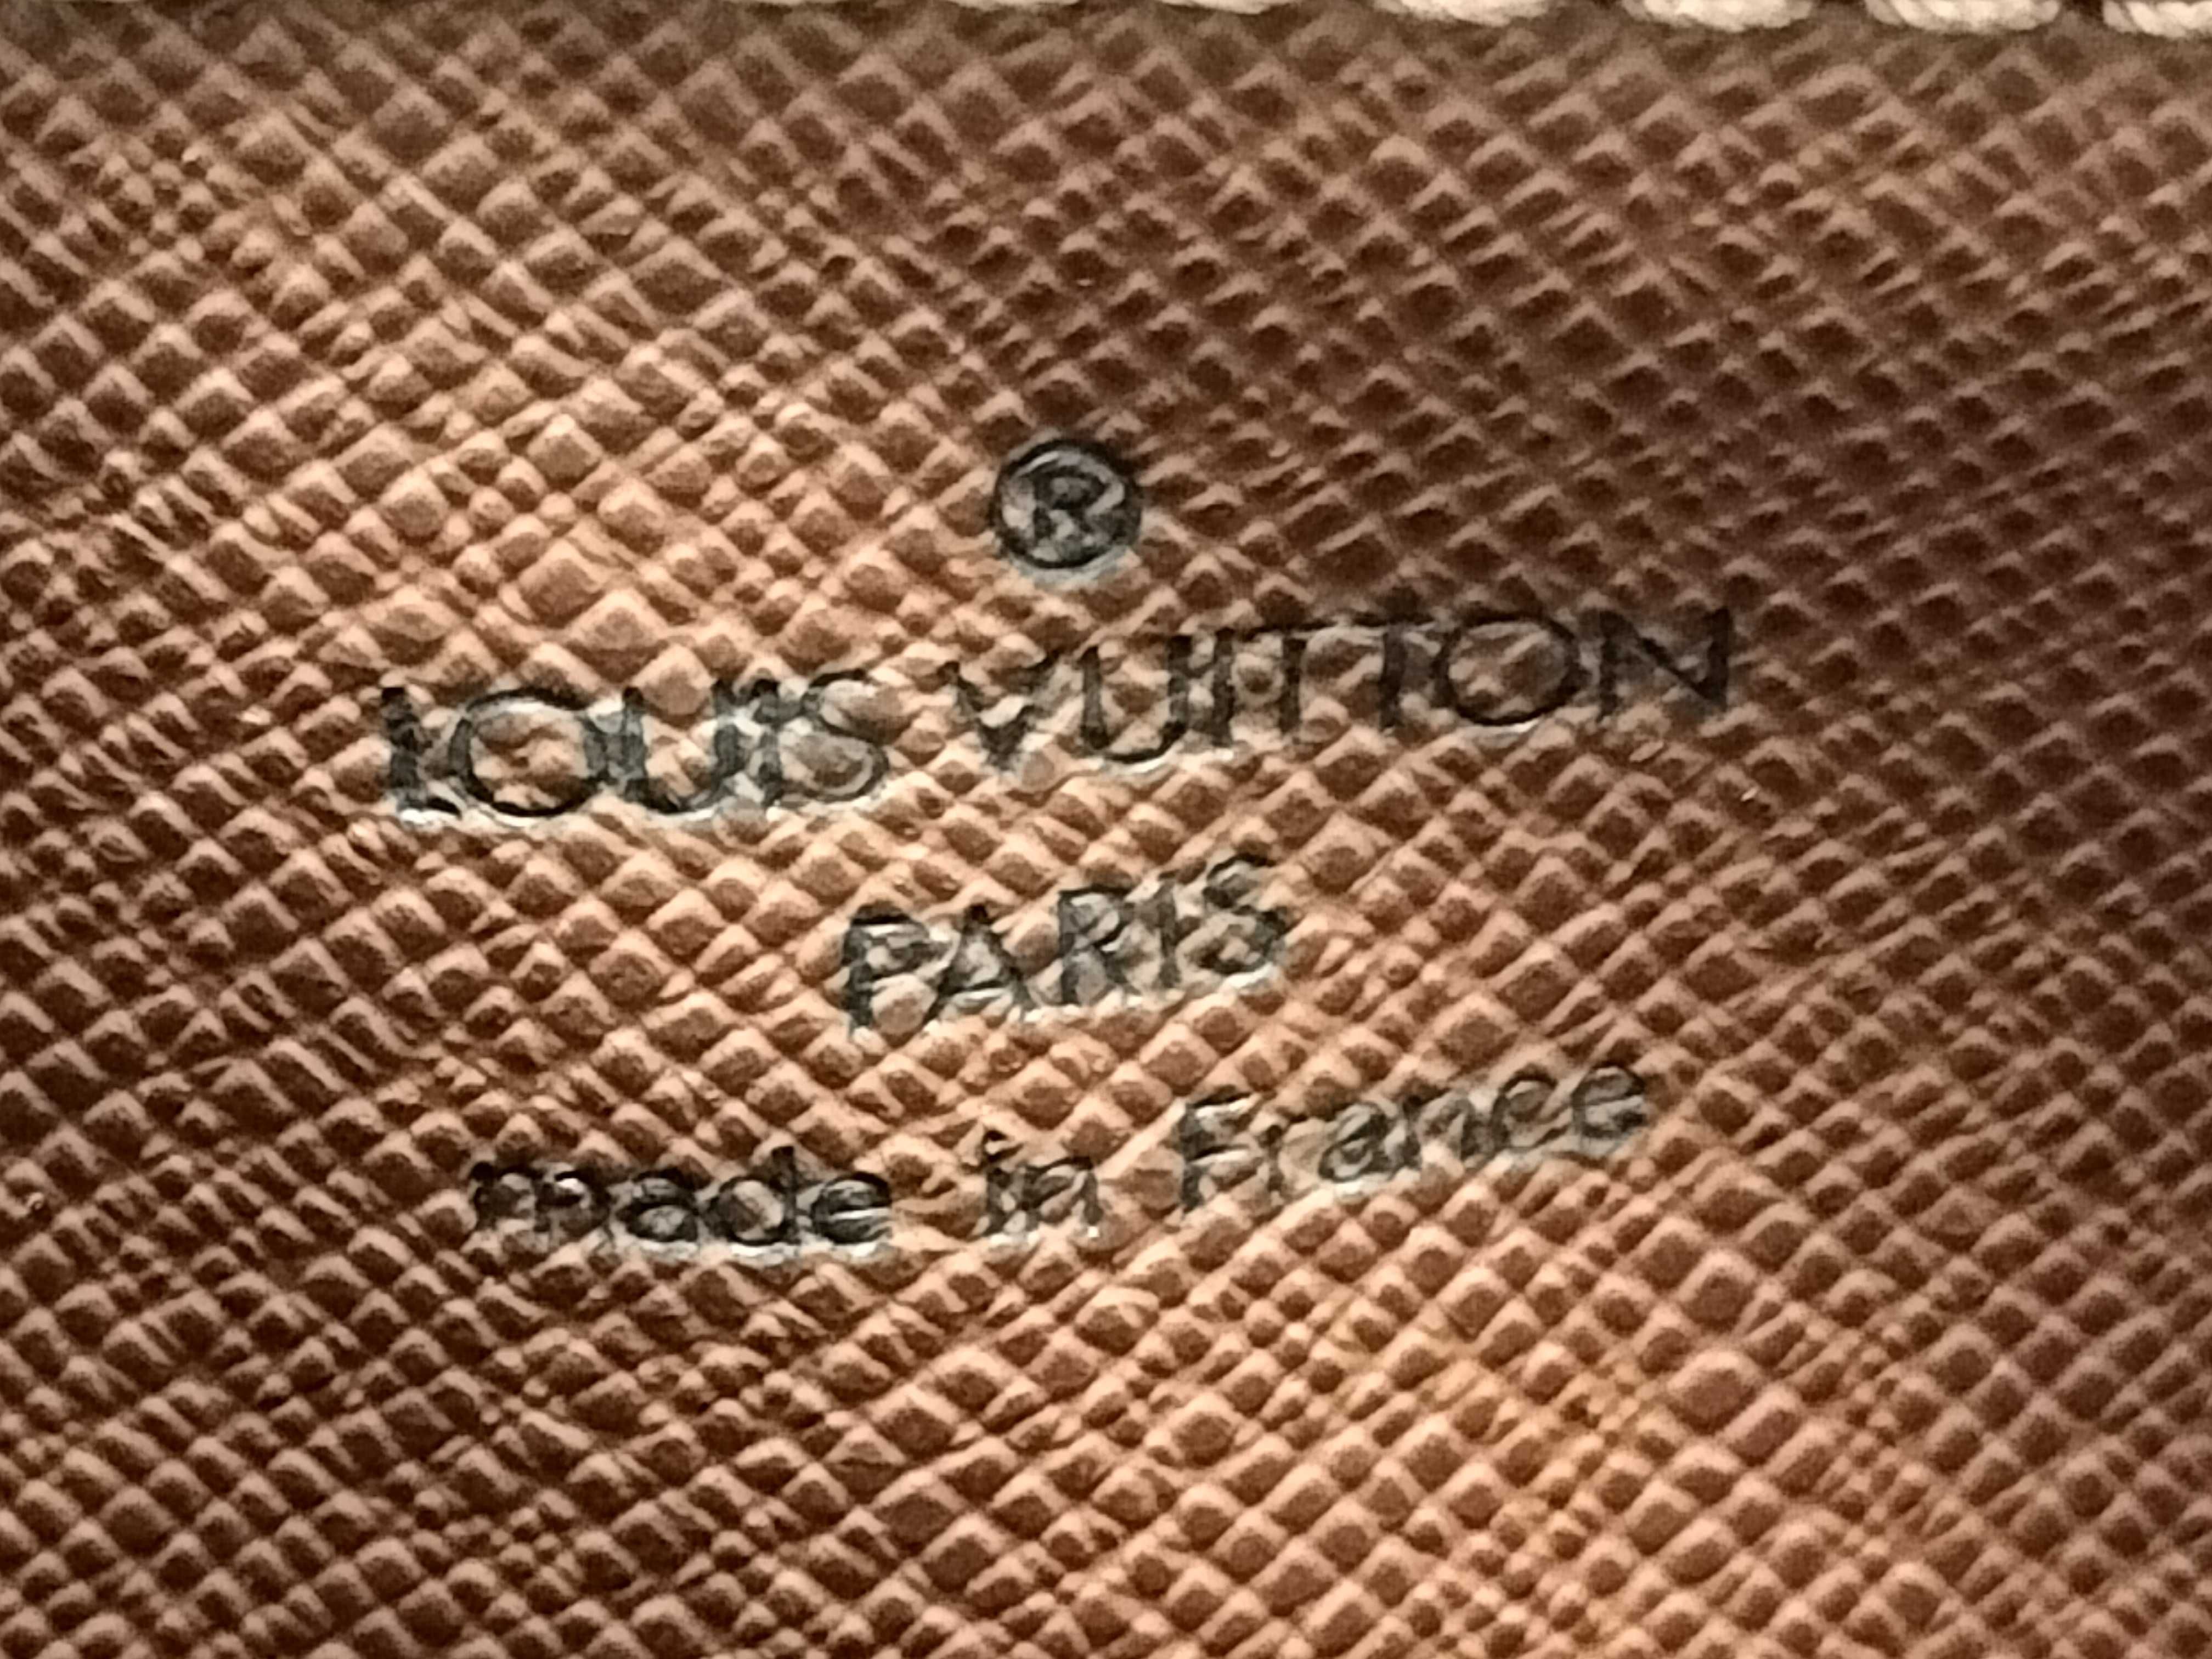 ®
LOUIS VUITTON
PARIS
made in France